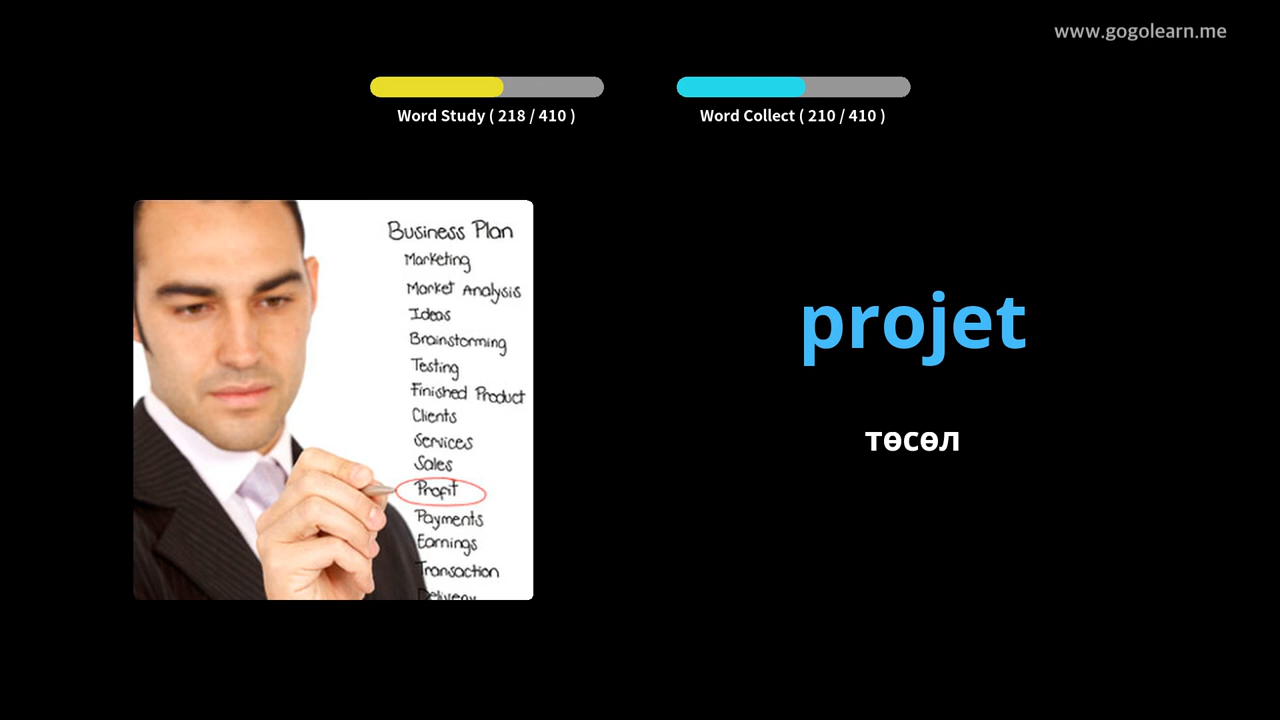 www.gogolearn.me
Word Study ( 218 / 410 )
Word Collect ( 210 / 410 )
Business Plan
Marketing
Market Analysis
Ideas
Brainstorming
Testing
Finished Product
Clients
Services
Sales
Profit
Payments
Earnings
Transaction
Delivery
projet
төсөл